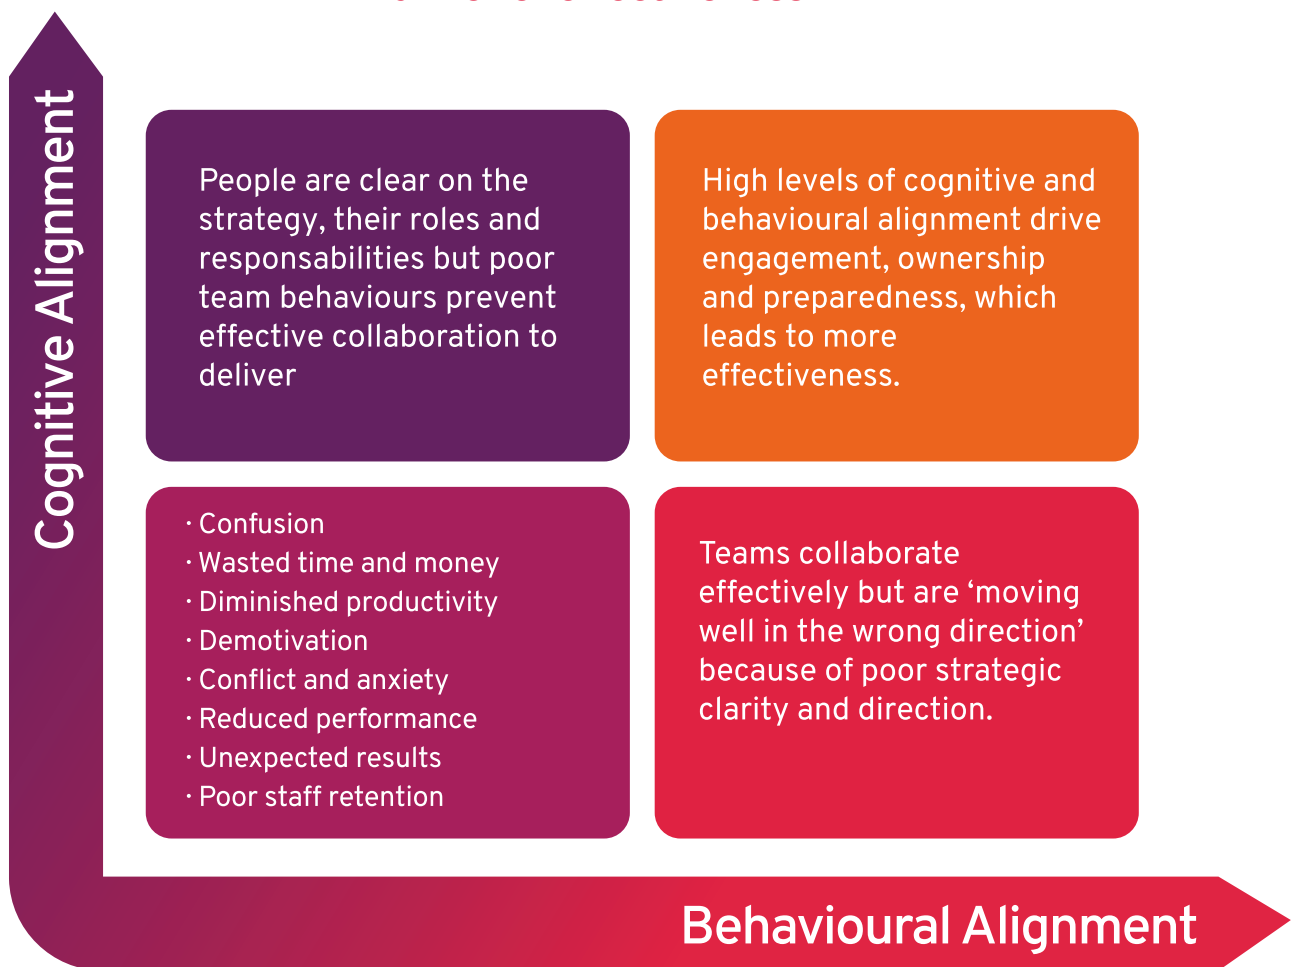 Cognitive Alignment
People are clear on the
strategy, their roles and
responsabilities but poor
team behaviours prevent
effective collaboration to
deliver
High levels of cognitive and
behavioural alignment drive
engagement, ownership
and preparedness, which
leads to more
effectiveness.
· Confusion
· Wasted time and money
· Diminished productivity
· Demotivation
· Conflict and anxiety
· Reduced performance
· Unexpected results
· Poor staff retention
Teams collaborate
effectively but are ‘moving
well in the wrong direction’
because of poor strategic
clarity and direction.
Behavioural Alignment